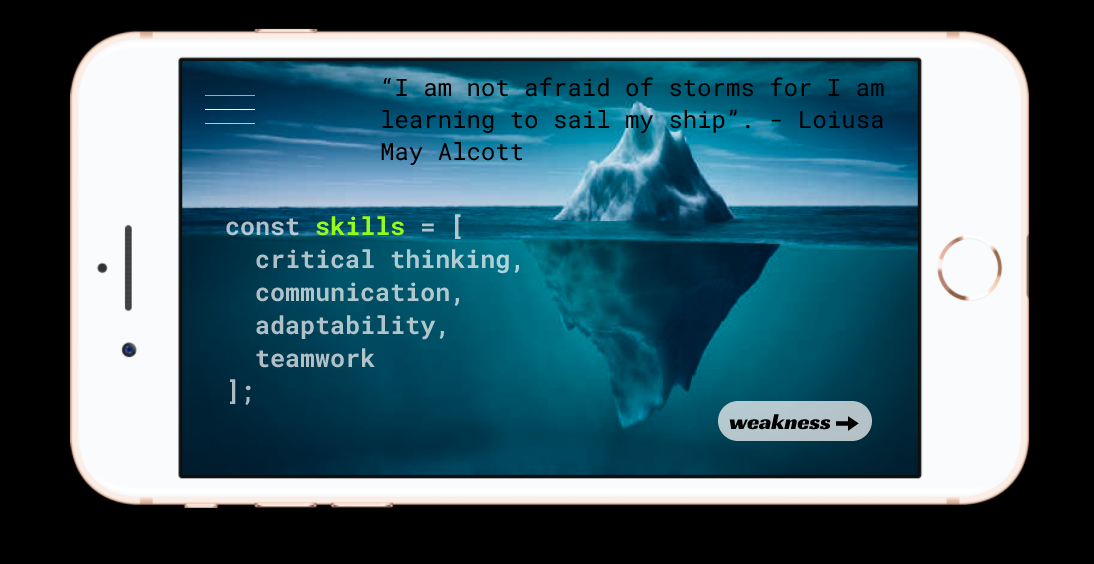 “I am not afraid of storms for I am
learning to sail my ship”. - Loiusa
May Alcott
const skills = [
  critical thinking,
  communication,
  adaptability,
  teamwork
];
weakness →